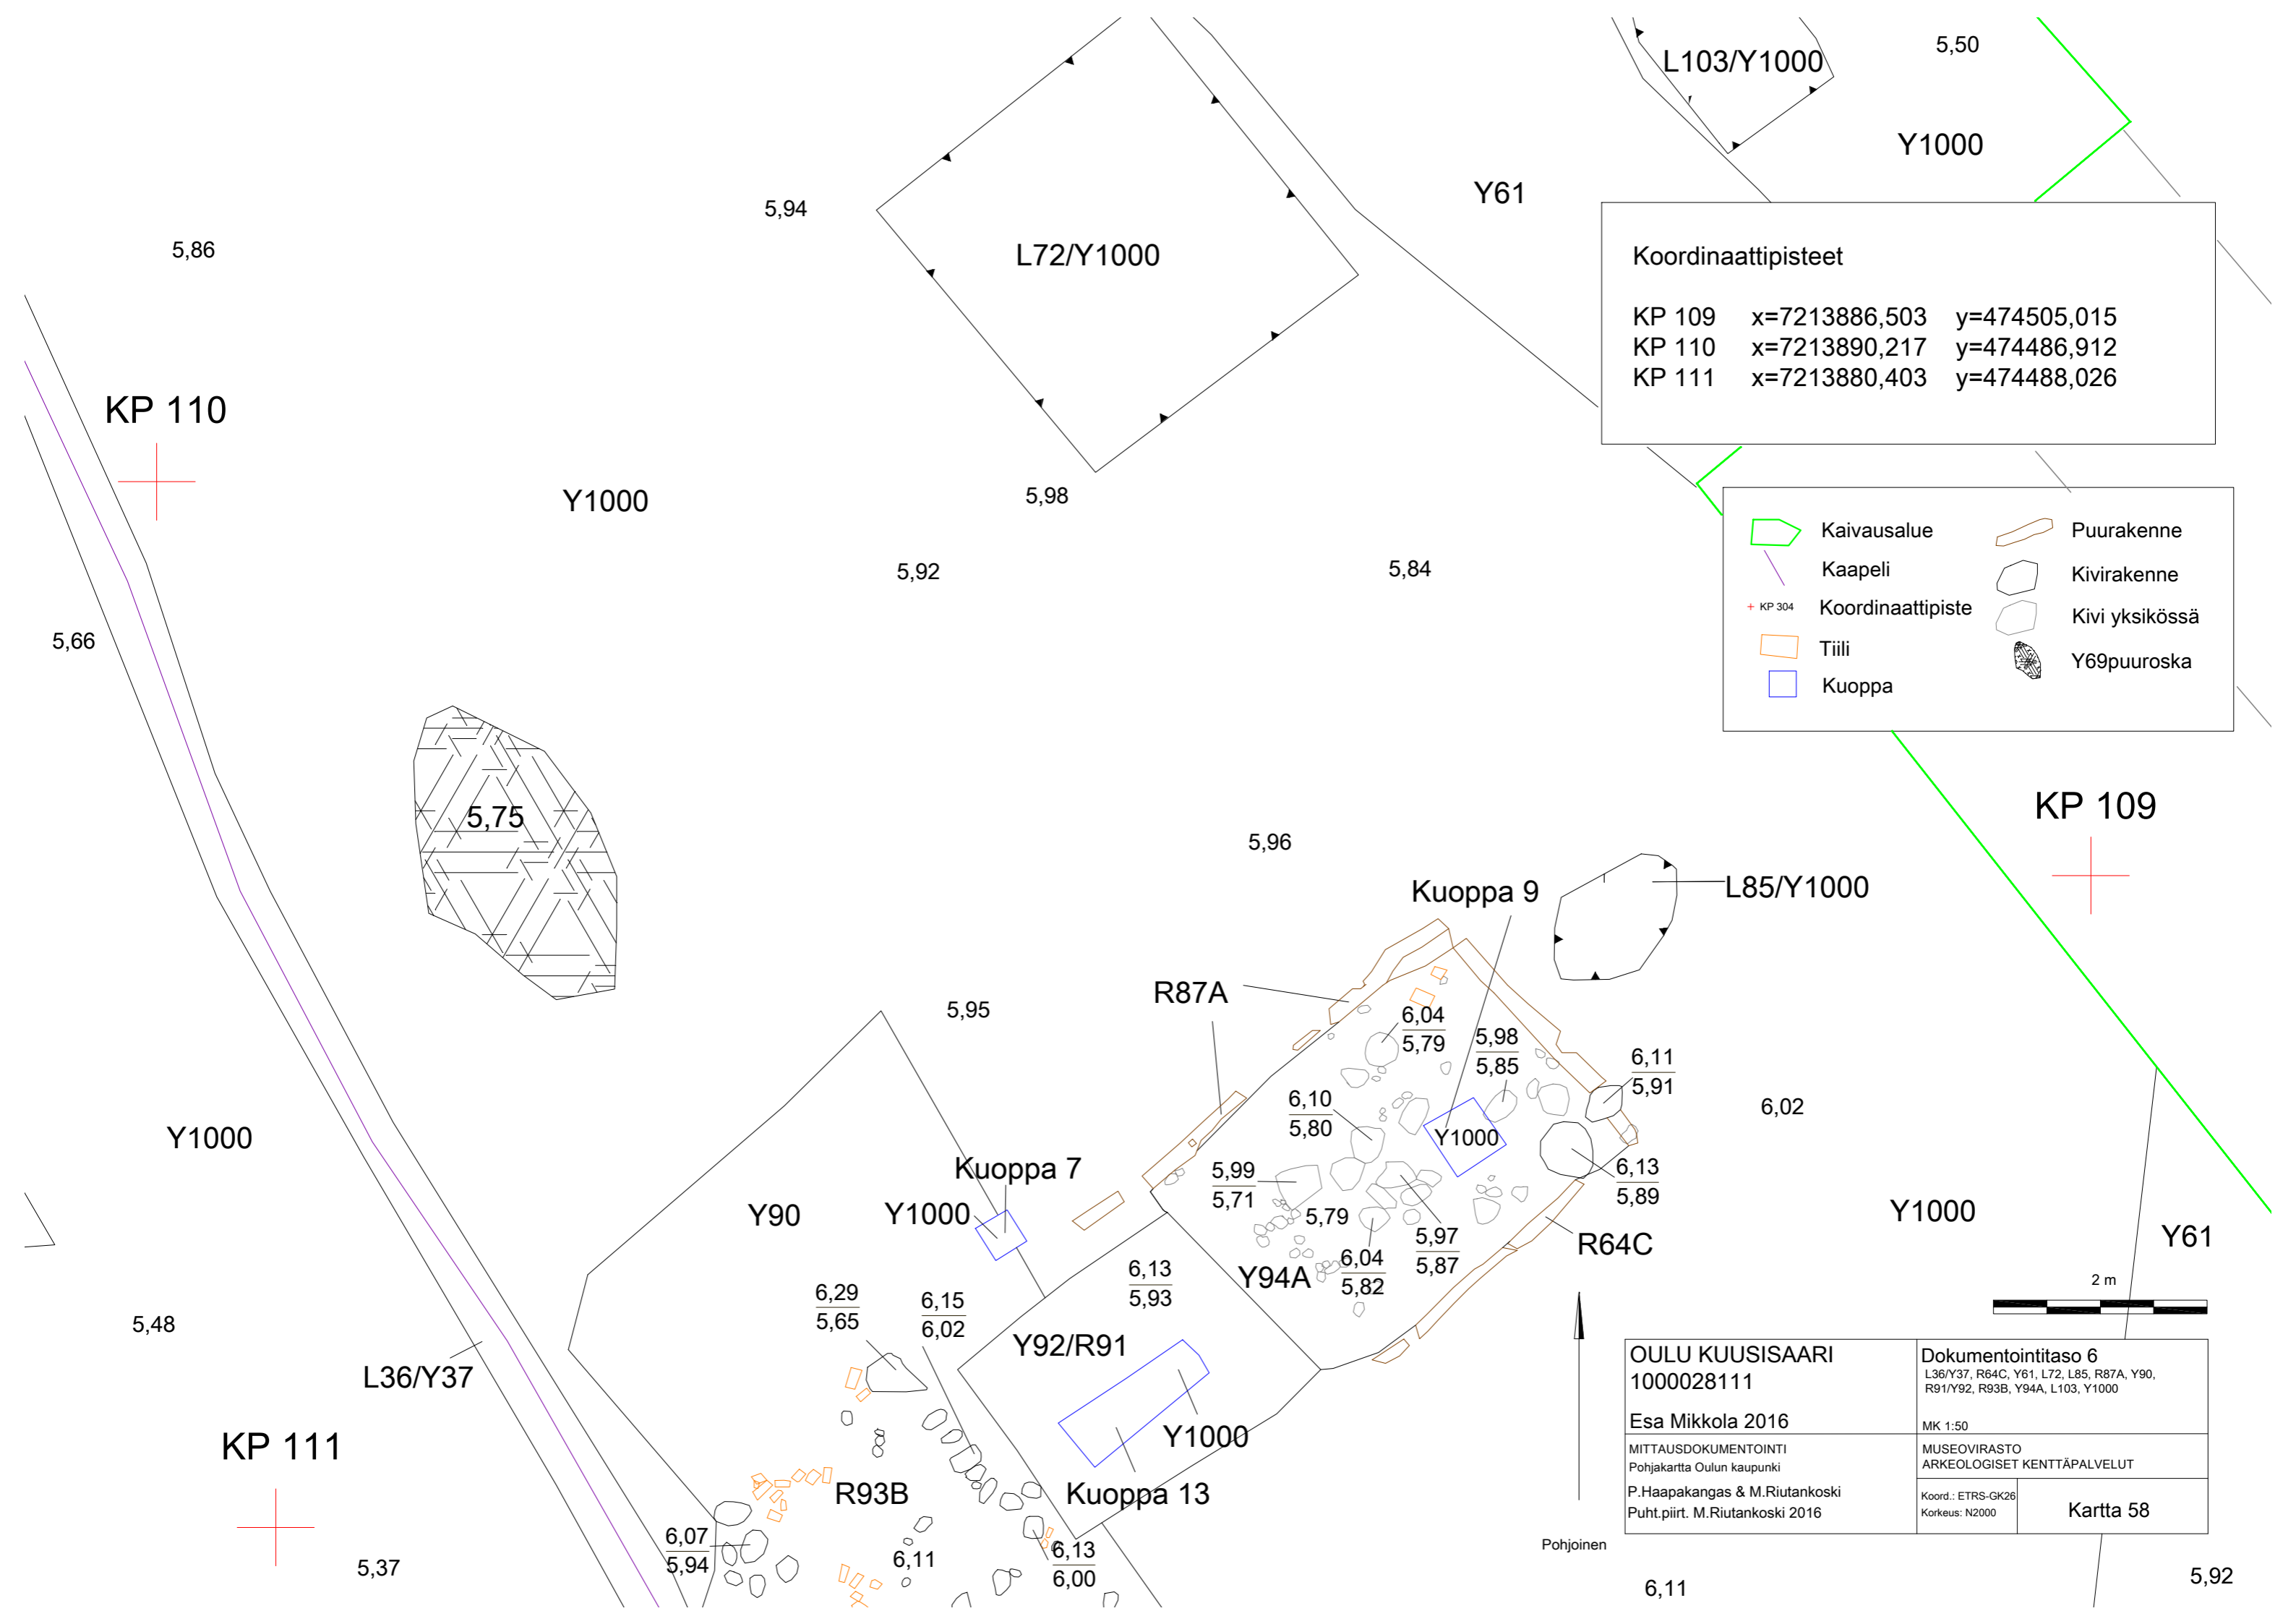 5,50
L103/Y1000
Y1000
Y61
5,94
5,86
L72/Y1000
Koordinaattipisteet
KP 109 x=7213886,503 y=474505,015
KP 110 x=7213890,217 y=474486,912
KP 111 x=7213880,403 y=474488,026
KP 110
Y1000
5,98
5,92
5,84
5,66
Kaivausalue
Kaapeli
KP 304 Koordinaattipiste
Tiili
Kuoppa
Puurakenne
Kivirakenne
Kivi yksikössä
Y69puuroska
5,75
KP 109
5,96
Kuoppa 9
L85/Y1000
R87A
5,95
6,04
5,79
5,98
5,85
6,11
5,91
6,10
5,80
6,02
Y1000
Y1000
Kuoppa 7
5,99
5,71
6,13
5,89
Y90
Y1000
5,79
Y1000
Y61
5,97
5,87
R64C
6,13
5,93
Y94A
6,04
5,82
2 m
6,29
5,65
6,15
6,02
5,48
Y92/R91
L36/Y37
Y1000
KP 111
R93B
Kuoppa 13
6,07
5,94
6,11
6,13
6,00
5,37
Pohjoinen
OULU KUUSISAARI
1000028111
Esa Mikkola 2016
MITTAUSDOKUMENTOINTI
Pohjakartta Oulun kaupunki
P.Haapakangas & M.Riutankoski
Puht.piirt. M.Riutankoski 2016
Dokumentointitaso 6
L36/Y37, R64C, Y61, L72, L85, R87A, Y90,
R91/Y92, R93B, Y94A, L103, Y1000
MK 1:50
MUSEOVIRASTO
ARKEOLOGISET KENTTÄPALVELUT
Koord.: ETRS-GK26
Korkeus: N2000
Kartta 58
6,11
5,92